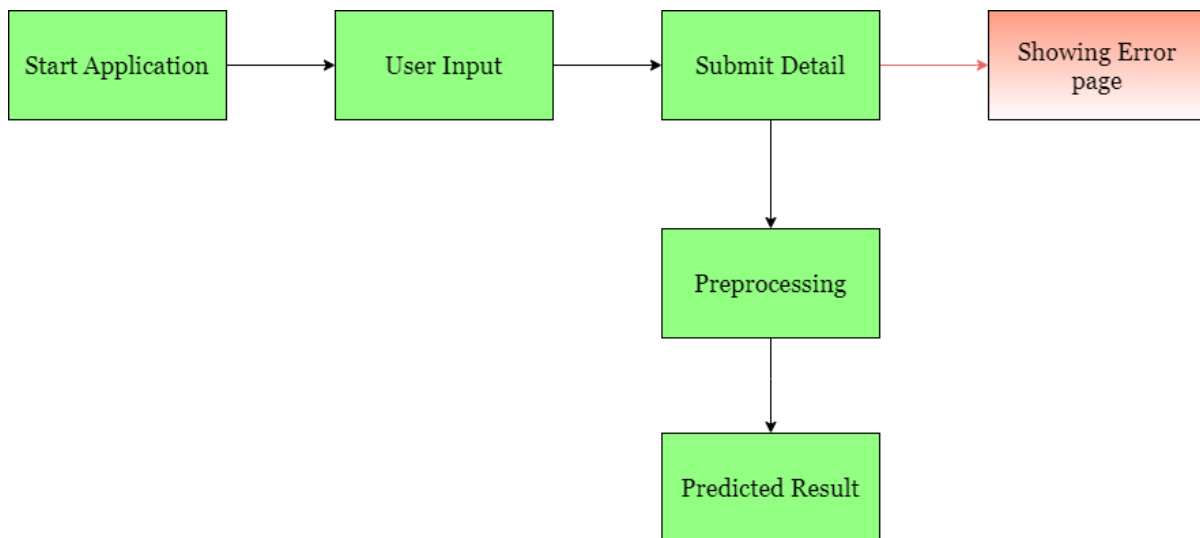 Start Application
User Input
Submit Detail
Showing Error
page
Preprocessing
Predicted Result